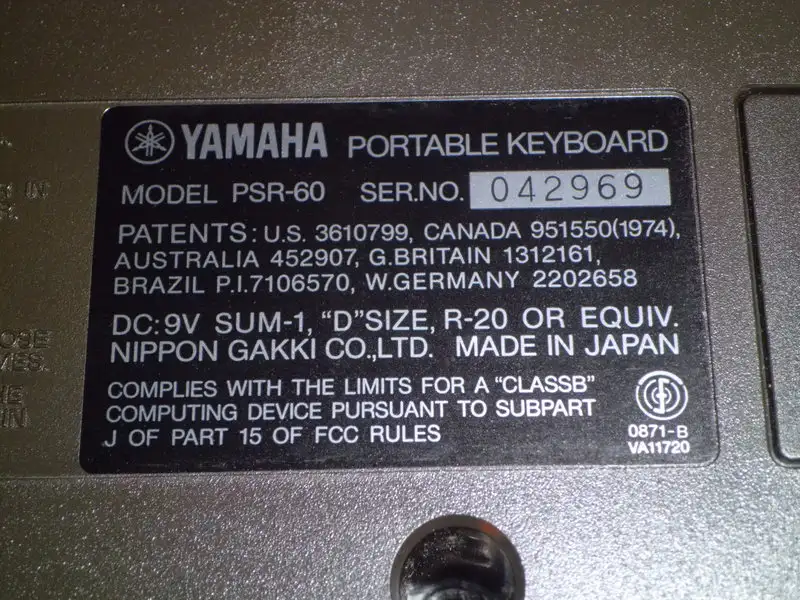 YAMAHA PORTABLE KEYBOARD
MODEL PSR-60 SER.NO. 042969
PATENTS: U.S. 3610799, CANADA 951550(1974),
AUSTRALIA 452907, G.BRITAIN 1312161,
BRAZIL P.I.7106570, W.GERMANY 2202658
DC:9V SUM-1, "D"SIZE, R-20 OR EQUIV.
NIPPON GAKKI CO.,LTD. MADE IN JAPAN
COMPLIES WITH THE LIMITS FOR A "CLASSB"
COMPUTING DEVICE PURSUANT TO SUBPART
J OF PART 15 OF FCC RULES
0871-B
VA11720
IN